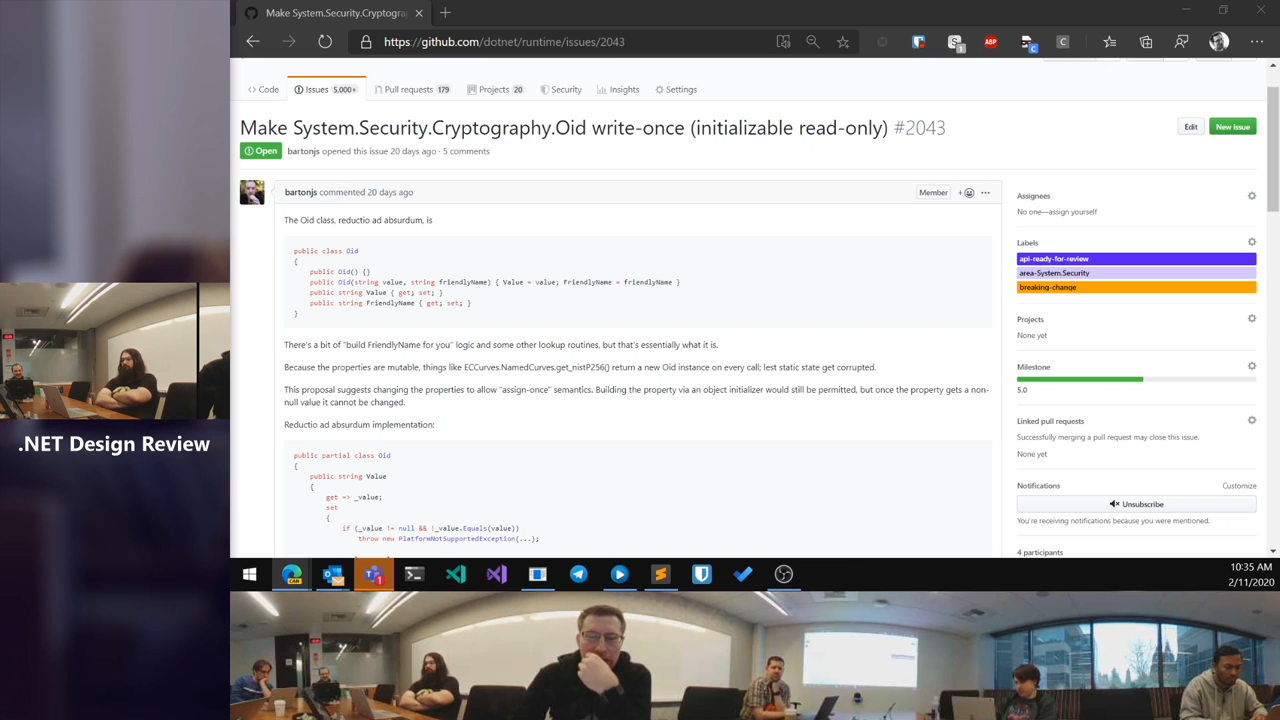 Make System.Security.Cryptograp
https://github.com/dotnet/runtime/issues/2043
Code
Issues 5,000+
Pull requests 179
Projects 20
Security
Insights
Settings
Make System.Security.Cryptography.Oid write-once (initializable read-only) #2043
Edit
New issue
Open
bartonjs opened this issue 20 days ago · 5 comments
bartonjs commented 20 days ago
Member
The Oid class, reductio ad absurdum, is
public class Oid
{
public Oid() {}
public Oid(string value, string friendlyName) { Value = value; FriendlyName = friendlyName }
public string Value { get; set; }
public string FriendlyName { get; set; }
}
There's a bit of "build FriendlyName for you" logic and some other lookup routines, but that's essentially what it is.
Because the properties are mutable, things like ECCurves.NamedCurves.get_nistP256() return a new Oid instance on every call; lest static state get corrupted.
This proposal suggests changing the properties to allow "assign-once" semantics. Building the property via an object initializer would still be permitted, but once the property gets a non-
null value it cannot be changed.
Reductio ad absurdum implementation:
public partial class Oid
{
public string Value
{
get => _value;
set
{
if (_value != null && !_value.Equals(value))
throw new PlatformNotSupportedException(...);
Assignees
No one—assign yourself
Labels
api-ready-for-review
area-System.Security
breaking-change
Projects
None yet
Milestone
5.0
Linked pull requests
Successfully merging a pull request may close this issue.
None yet
Notifications
Customize
Unsubscribe
You're receiving notifications because you were mentioned.
4 participants
.NET Design Review
10:35 AM
2/11/2020